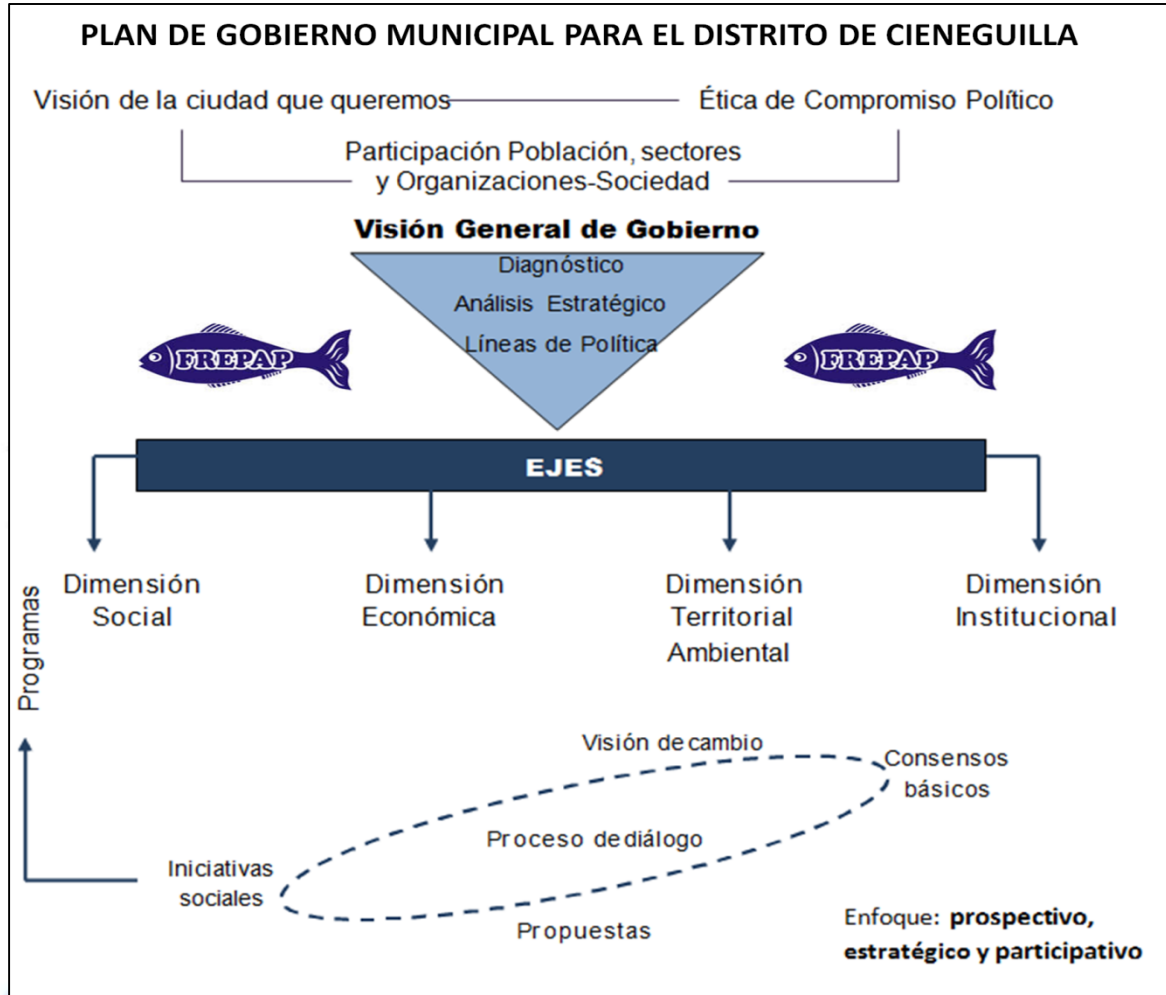 PLAN DE GOBIERNO MUNICIPAL PARA EL DISTRITO DE CIENEGUILLA
Visión de la ciudad que queremos
Ética de Compromiso Político
Participación Población, sectores
y Organizaciones-Sociedad
Visión General de Gobierno
Diagnóstico
Análisis Estratégico
Líneas de Política
FREPAP
FREPAP
EJES
Dimensión
Social
Dimensión
Económica
Dimensión
Territorial
Ambiental
Dimensión
Institucional
Programas
Visión de cambio
Consensos
básicos
Proceso de diálogo
Iniciativas
sociales
Propuestas
Enfoque: prospectivo,
estratégico y participativo